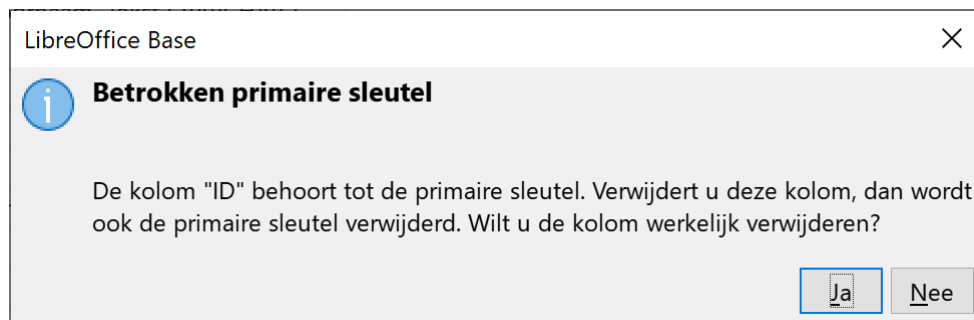 LibreOffice Base
Betrokken primaire sleutel
De kolom "ID" behoort tot de primaire sleutel. Verwijdert u deze kolom, dan wordt
ook de primaire sleutel verwijderd. Wilt u de kolom werkelijk verwijderen?
Ja
Nee